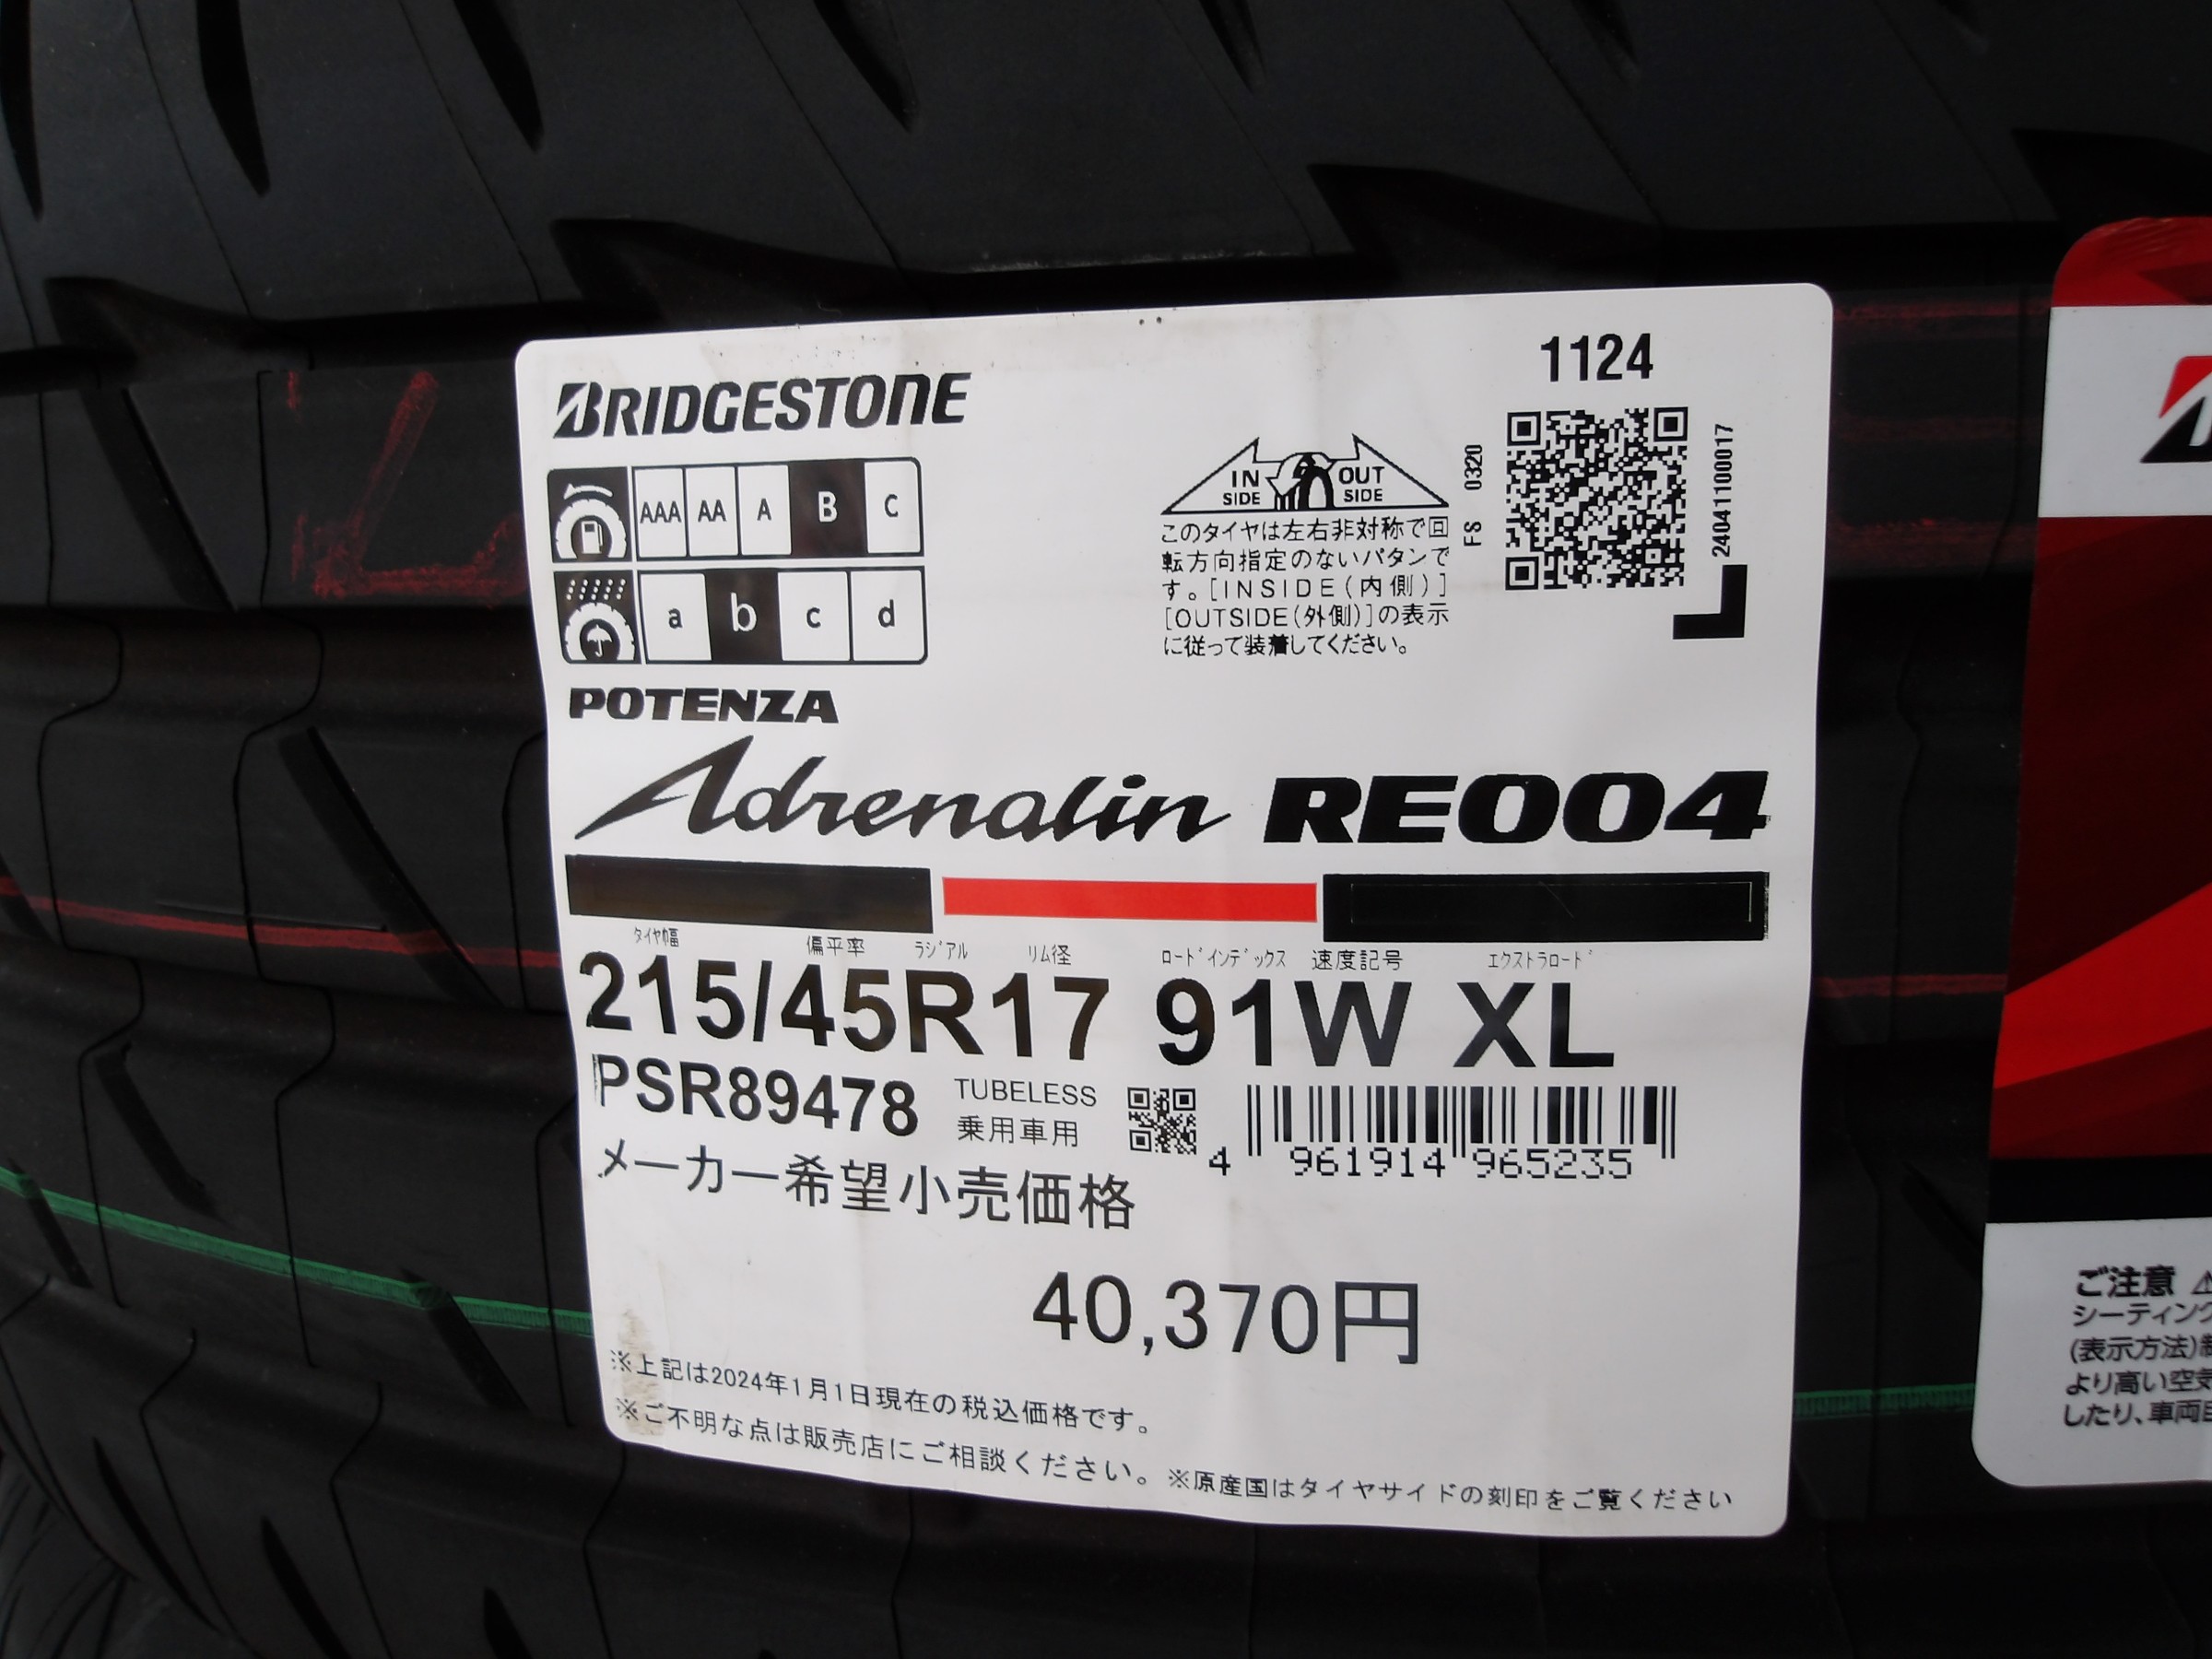 1124
BRIDGESTONE
AAA AA A B C
a b c d
IN SIDE OUT SIDE
このタイヤは左右非対称で回
転方向指定のないパタンで
す。[INSIDE(内側)]
[OUTSIDE(外側)]の表示
に従って装着してください。
FS 0320
2404110001​7
L
POTENZA
Adrenalin RE004
タイヤ幅 偏平率 ラジアル リム径 ロードインデックス 速度記号 エクストラロード
215/45R17 91W XL
PSR89478 TUBELESS
乗用車用
4 961914 965235
メーカー希望小売価格
40,370円
※上記は2024年1月1日現在の税込価格です。
※ご不明な点は販売店にご相談ください。※原産国はタイヤサイドの刻印をご覧ください
ご注意
シーティング
(表示方法)
より高い空気
したり、車両